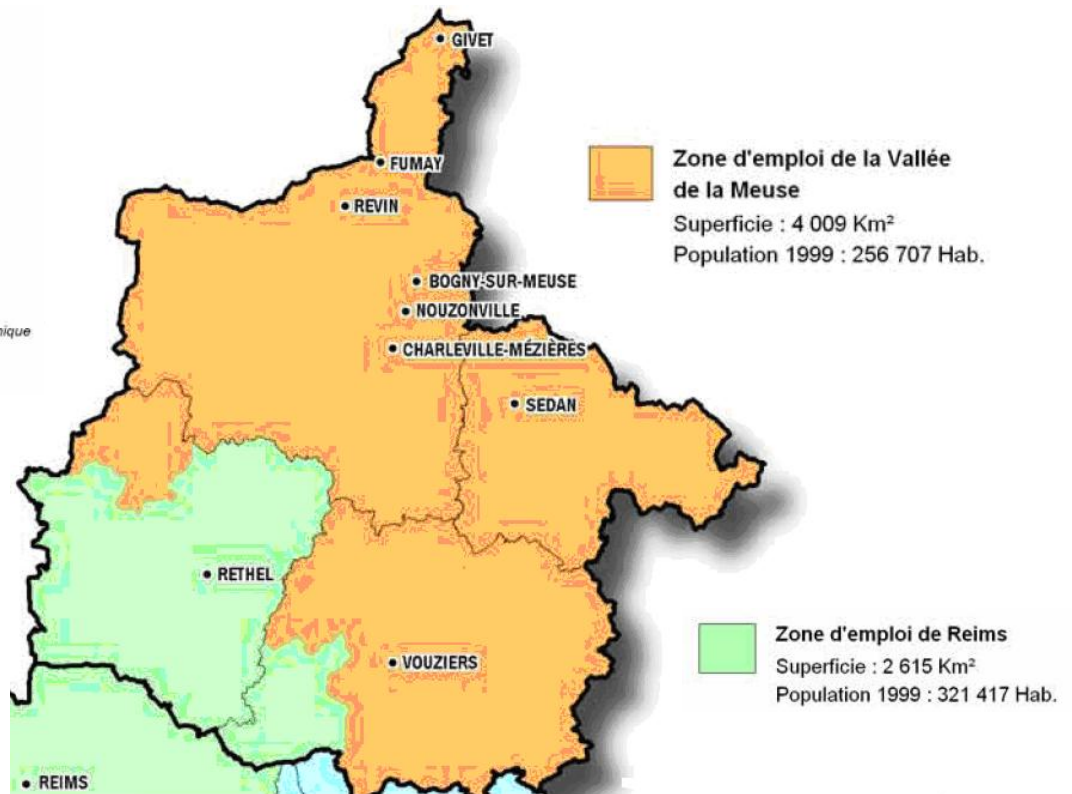 GIVET
FUMAY
REVIN
Zone d'emploi de la Vallée
de la Meuse
Superficie : 4 009 Km²
Population 1999 : 256 707 Hab.
BOGNY-SUR-MEUSE
NOUZONVILLE
CHARLEVILLE-MÉZIÈRES
SEDAN
RETHEL
VOUZIERS
Zone d'emploi de Reims
Superficie : 2 615 Km²
Population 1999 : 321 417 Hab.
REIMS